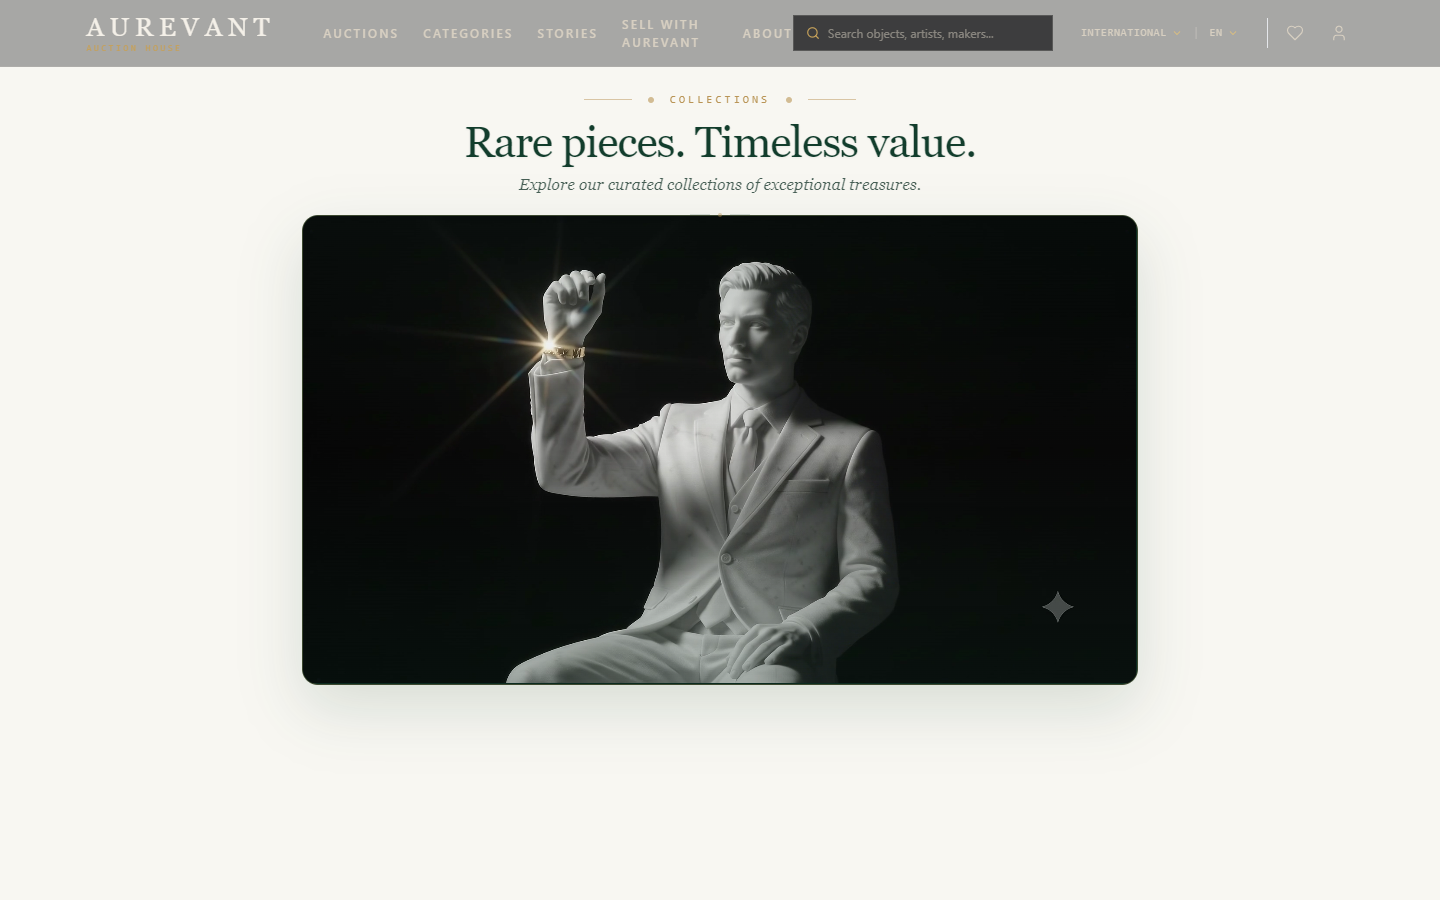 AUREVANT
AUCTIONS
CATEGORIES
STORIES
SELL WITH
AUREVANT
ABOUT
Search objects, artists, makers...
INTERNATIONAL
EN
COLLECTIONS
Rare pieces. Timeless value.
Explore our curated collections of exceptional treasures.